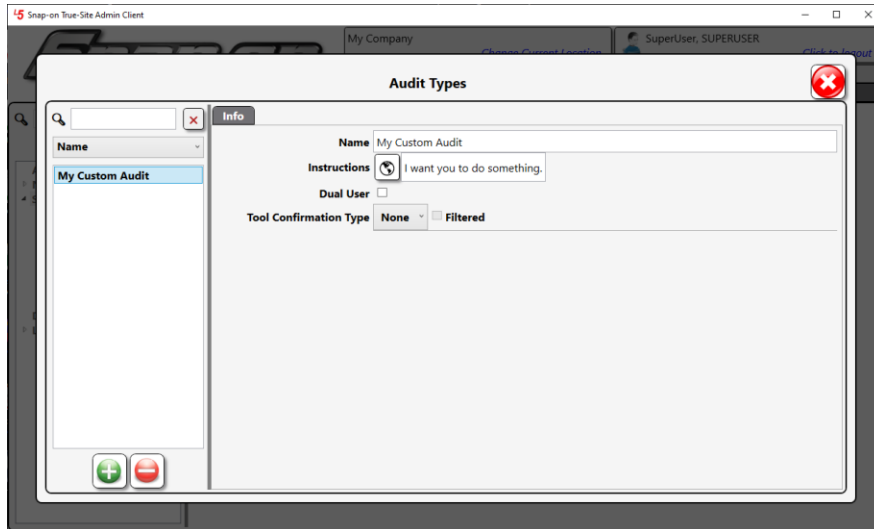 Snap-on True-Site Admin Client
My Company
Change Current Location
SuperUser, SUPERUSER
Click to logout
Audit Types
Info
Name
My Custom Audit
Name My Custom Audit
Instructions I want you to do something.
Dual User
Tool Confirmation Type None Filtered